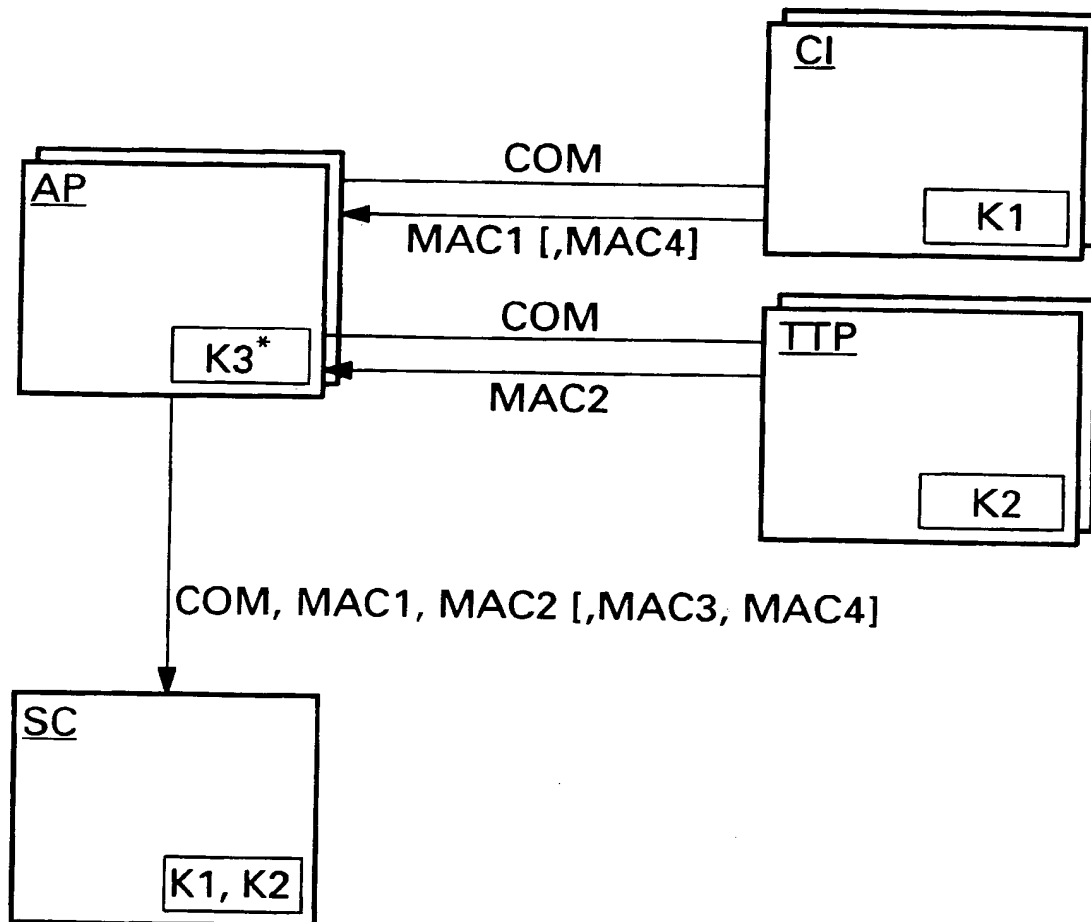 CI
K1
AP
K3*
COM
MAC1 [,MAC4]
COM
MAC2
TTP
K2
COM, MAC1, MAC2 [,MAC3, MAC4]
SC
K1, K2